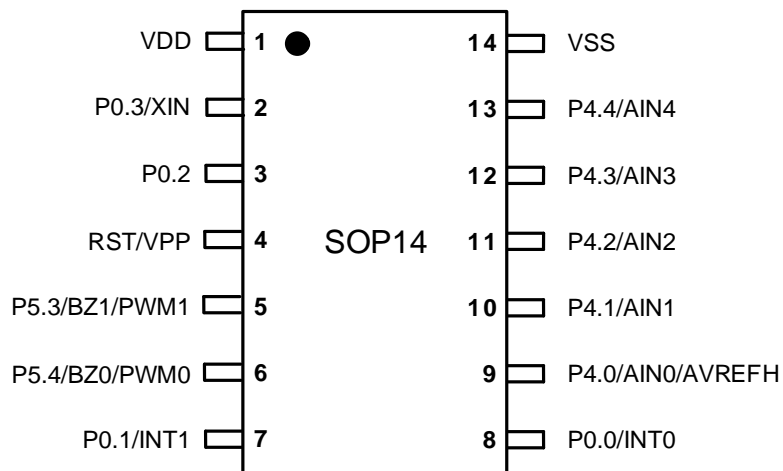 VDD 1 14 VSS
P0.3/XIN 2 13 P4.4/AIN4
P0.2 3 12 P4.3/AIN3
RST/VPP 4 SOP14 11 P4.2/AIN2
P5.3/BZ1/PWM1 5 10 P4.1/AIN1
P5.4/BZ0/PWM0 6 9 P4.0/AIN0/AVREFH
P0.1/INT1 7 8 P0.0/INT0